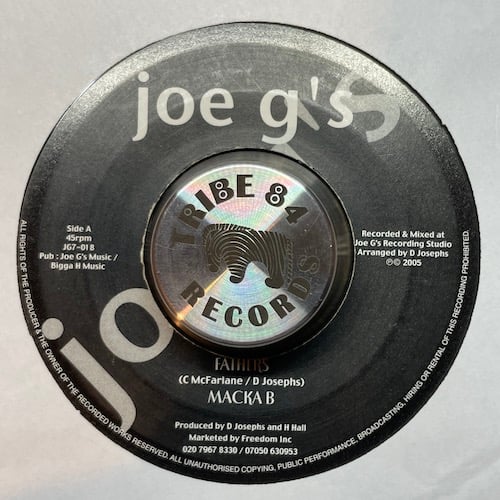 joe g's
TRIBE 84
RECORDS
Side A
45rpm
JG7-018
Pub : Joe G's Music /
Bigga H Music
Recorded & Mixed at
Joe G's Recording Studio
Arranged by D Josephs
℗© 2005
FATHERS
(C McFarlane / D Josephs)
MACKA B
Produced by D Josephs and H Hall
Marketed by Freedom Inc
020 7967 8330 / 07050 630953
ALL RIGHTS OF THE PRODUCER & THE OWNER OF THE RECORDED WORKS RESERVED. ALL UNAUTHORISED COPYING, PUBLIC PERFORMANCE, BROADCASTING, HIRING OR RENTAL OF THIS RECORDING PROHIBITED.
jo
s